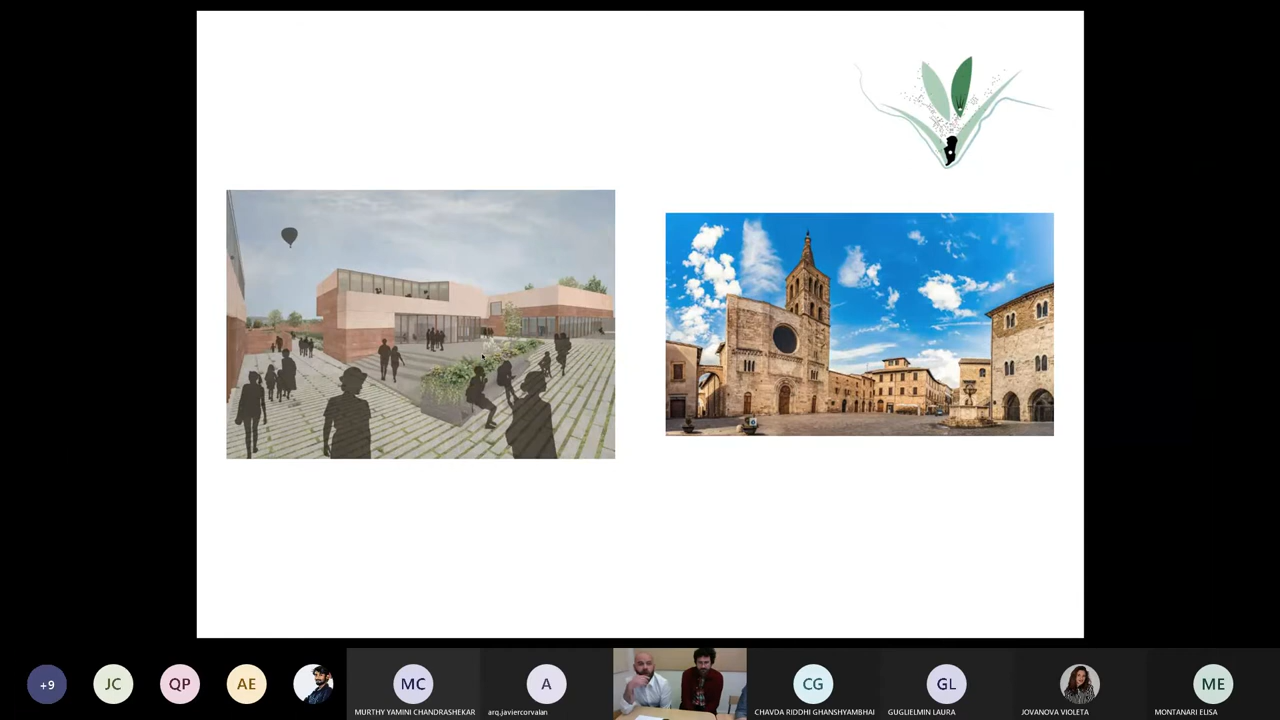 +9
JC
QP
AE
MC
MURTHY YAMINI CHANDRASHEKAR
A
arq.javiercorvalan
CG
CHAVDA RIDDHI GHANSHYAMBHAI
GL
GUGLIELMIN LAURA
JOVANOVA VIOLETA
ME
MONTANARI ELISA